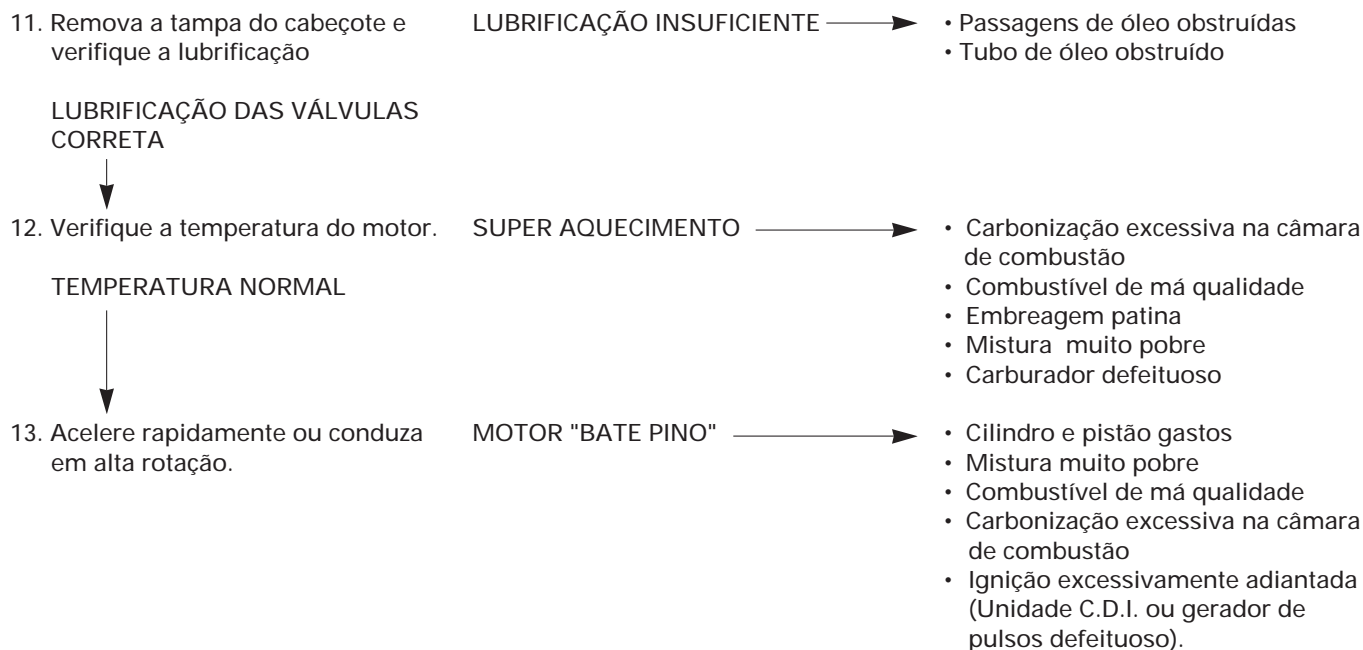 11. Remova a tampa do cabeçote e
verifique a lubrificação
LUBRIFICAÇÃO INSUFICIENTE
• Passagens de óleo obstruídas
• Tubo de óleo obstruído
LUBRIFICAÇÃO DAS VÁLVULAS
CORRETA
12. Verifique a temperatura do motor.
SUPER AQUECIMENTO
• Carbonização excessiva na câmara
de combustão
• Combustível de má qualidade
• Embreagem patina
• Mistura muito pobre
• Carburador defeituoso
TEMPERATURA NORMAL
13. Acelere rapidamente ou conduza
em alta rotação.
MOTOR "BATE PINO"
• Cilindro e pistão gastos
• Mistura muito pobre
• Combustível de má qualidade
• Carbonização excessiva na câmara
de combustão
• Ignição excessivamente adiantada
(Unidade C.D.I. ou gerador de
pulsos defeituoso).